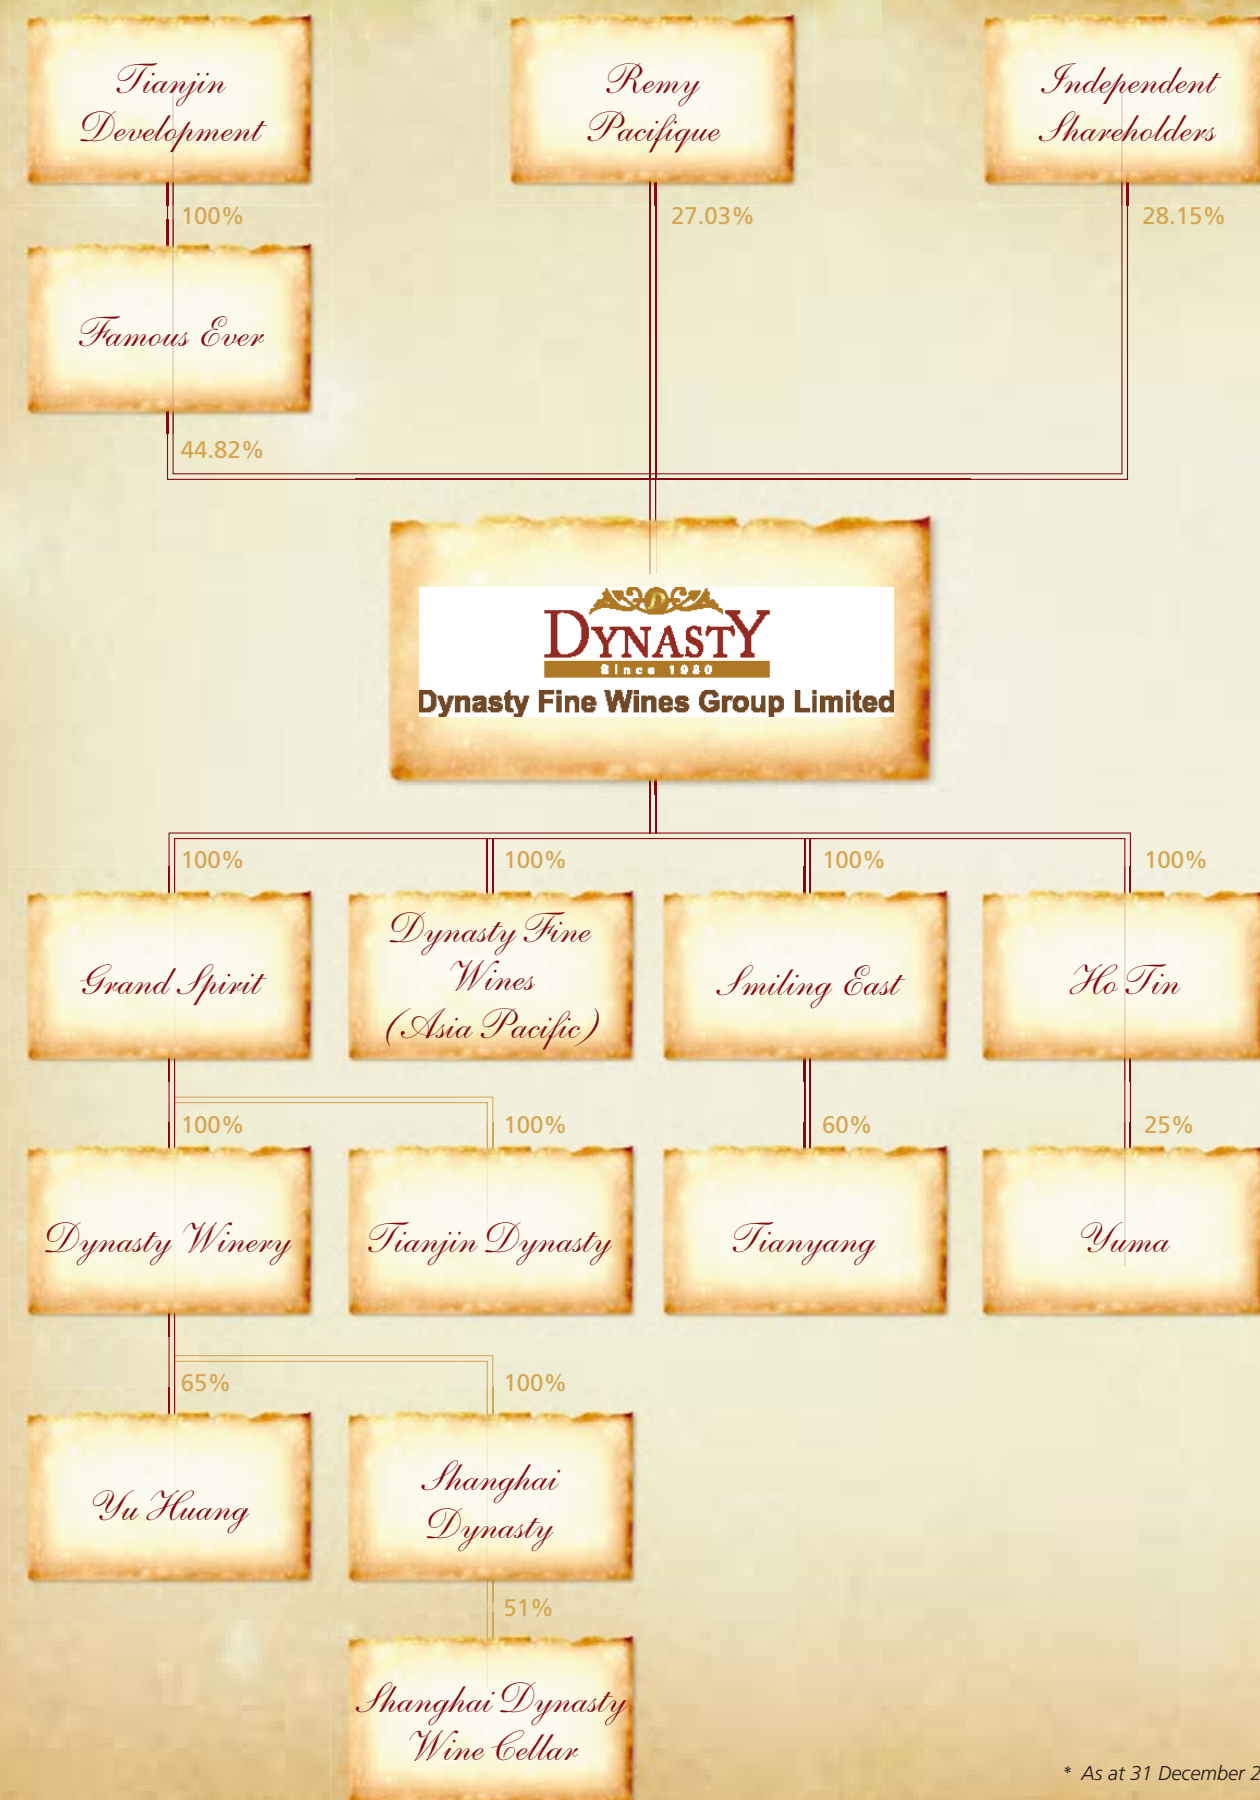 Tianjin
Development
Remy
Pacifique
Independent
Shareholders
100%
27.03%
28.15%
Famous Ever
44.82%
DYNASTY
Since 1980
Dynasty Fine Wines Group Limited
100%
100%
100%
100%
Grand Spirit
Dynasty Fine
Wines
(Asia Pacific)
Smiling East
Ho Tin
100%
100%
60%
25%
Dynasty Winery
Tianjin Dynasty
Tianyang
Yuma
65%
100%
Yu Huang
Shanghai
Dynasty
51%
Shanghai Dynasty
Wine Cellar
* As at 31 December 2